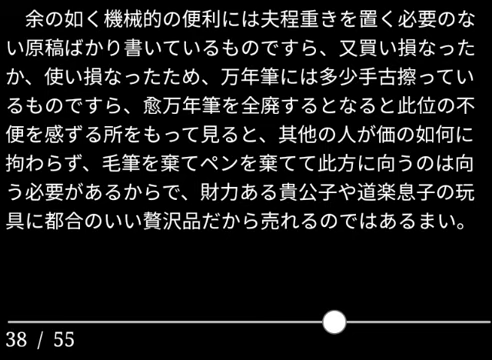 余の如く機械的の便利には夫程重きを置く必要のな
い原稿ばかり書いているものですら、又買い損なった
か、使い損なったため、万年筆には多少手古擦ってい
るものですら、愈万年筆を全廃するとなると此位の不
便を感ずる所をもって見ると、其他の人が価の如何に
拘わらず、毛筆を棄てペンを棄てて此方に向うのは向
う必要があるからで、財力ある貴公子や道楽息子の玩
具に都合のいい贅沢品だから売れるのではあるまい。
38 / 55